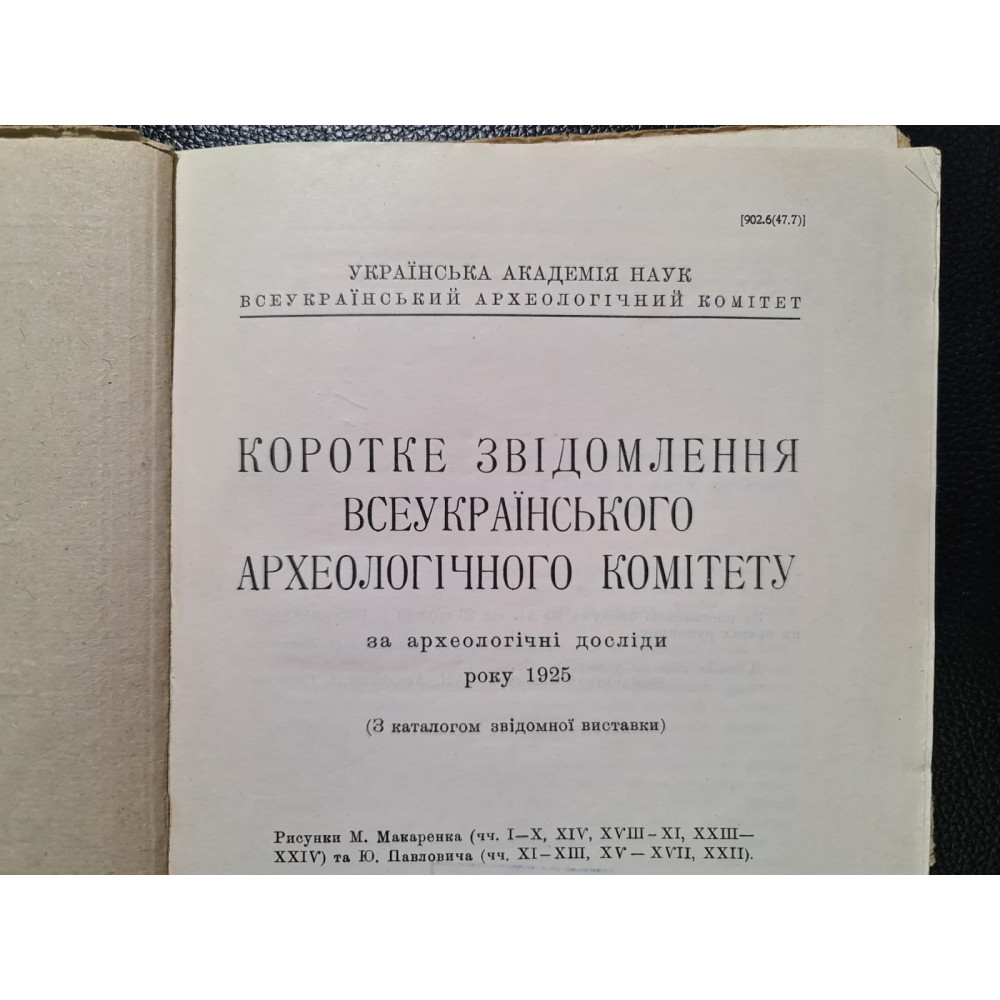 [902.6(47.7)]
УКРАЇНСЬКА АКАДЕМІЯ НАУК
ВСЕУКРАЇНСЬКИЙ АРХЕОЛОГІЧНИЙ КОМІТЕТ
КОРОТКЕ ЗВІДОМЛЕННЯ
ВСЕУКРАЇНСЬКОГО
АРХЕОЛОГІЧНОГО КОМІТЕТУ
за археологічні досліди
року 1925
(З каталогом звідомної виставки)
Рисунки М. Макаренка (чч. I—X, XIV, XVIII-XI, XXIII—
XXIV) та Ю. Павловича (чч. XI-XIII, XV—XVII, XXII).